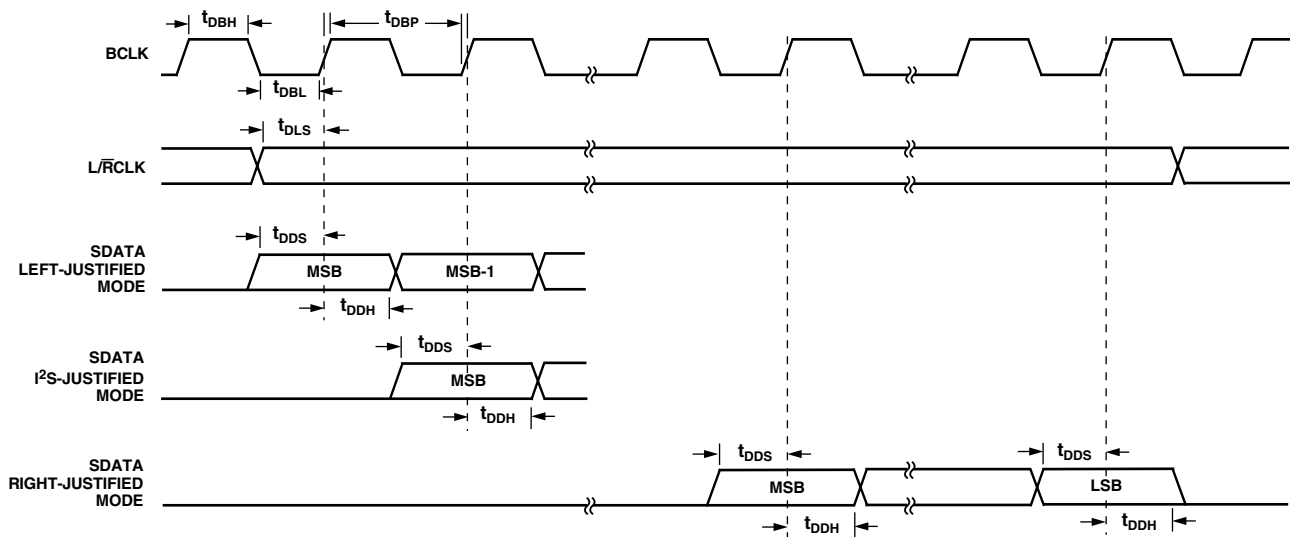 tDBH
tDBP
BCLK
tDBL
tDLS
L/R̅CLK
tDDS
SDATA
LEFT-JUSTIFIED
MODE
MSB
MSB-1
tDDH
SDATA
I²S-JUSTIFIED
MODE
tDDS
MSB
tDDH
SDATA
RIGHT-JUSTIFIED
MODE
tDDS
tDDS
MSB
LSB
tDDH
tDDH